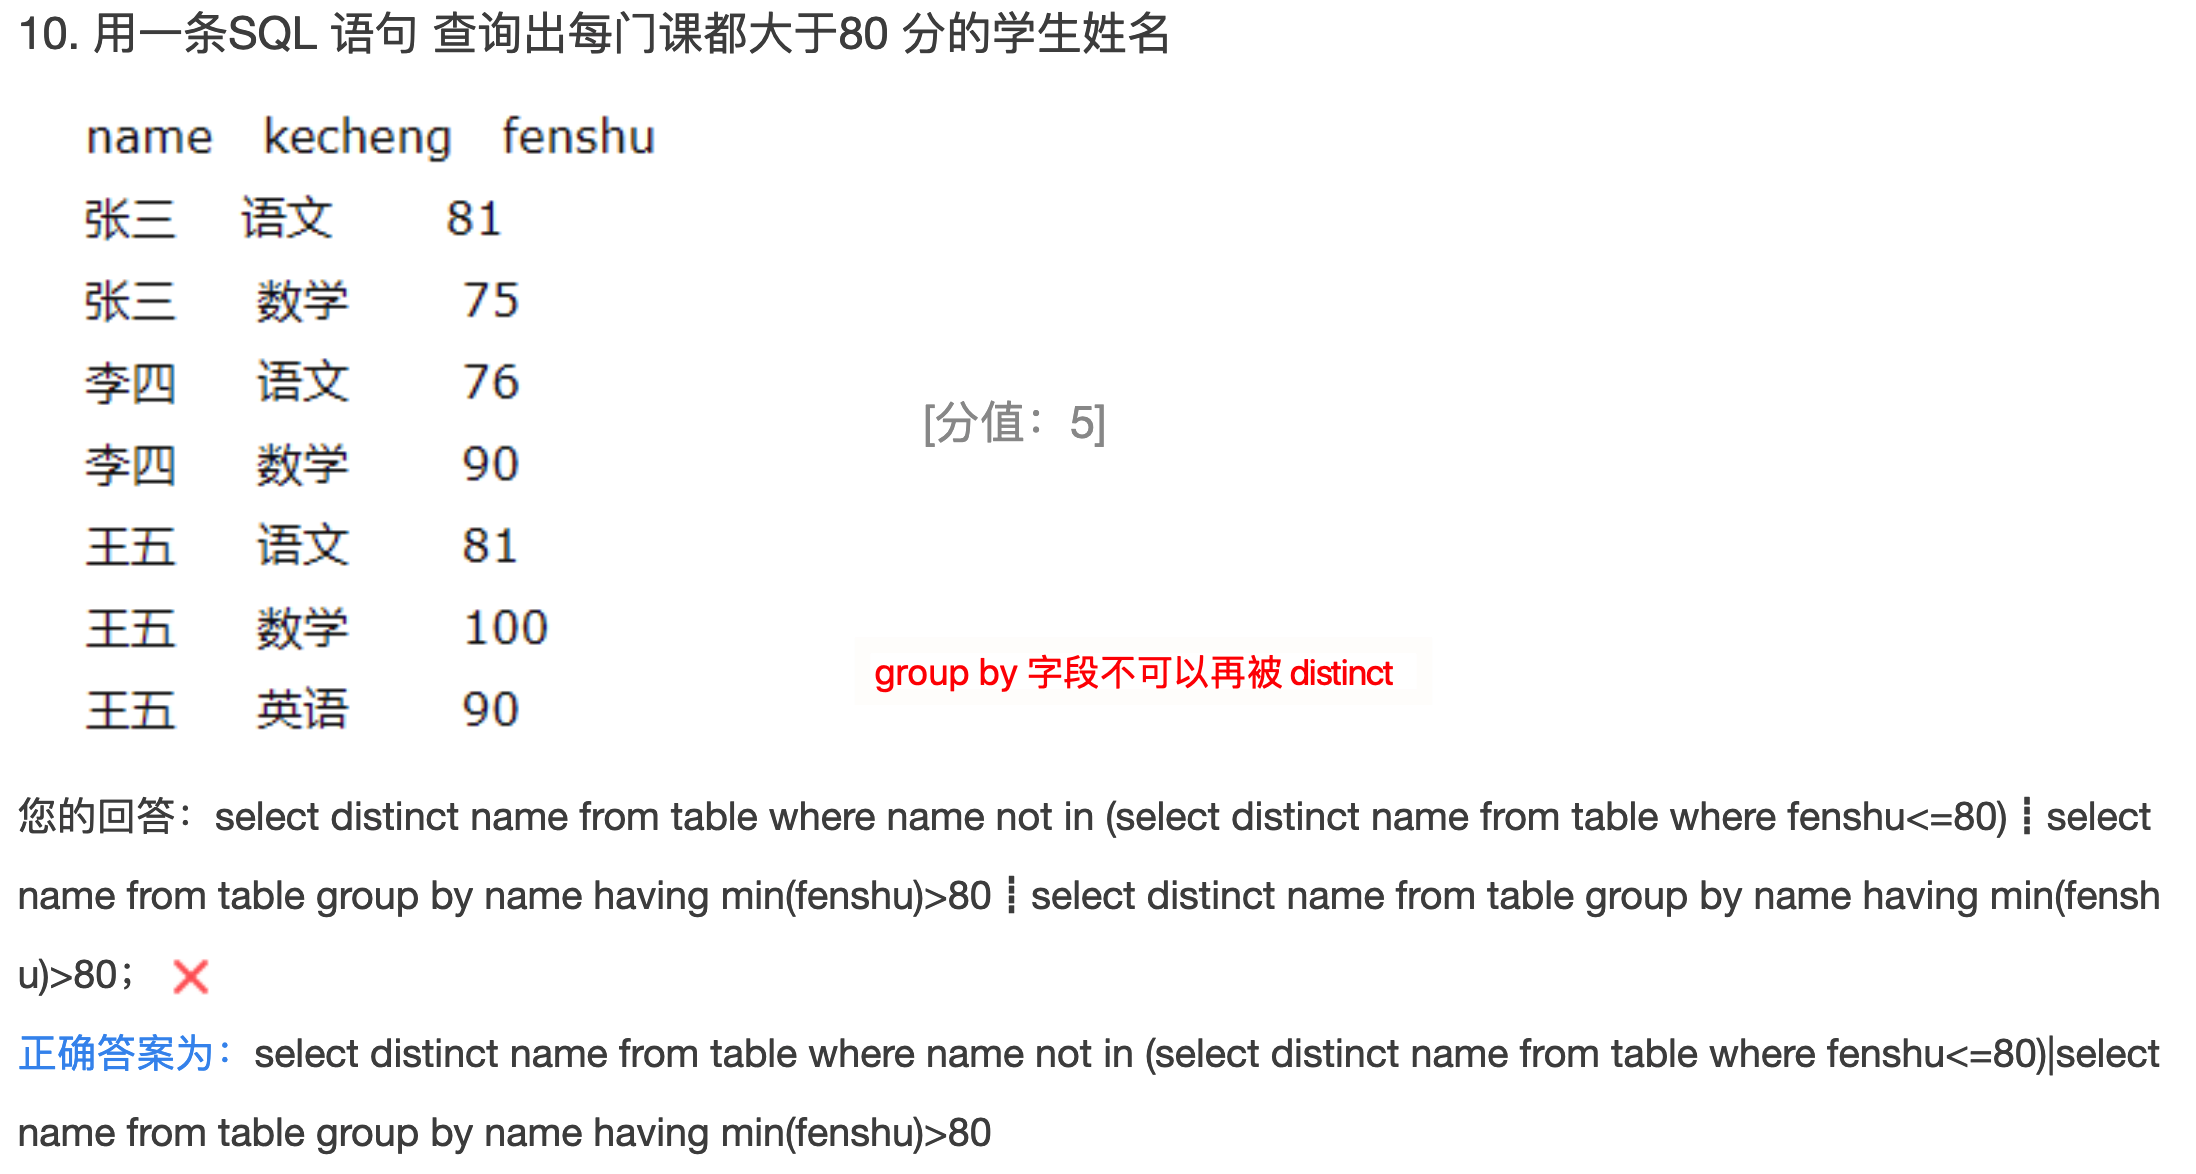 10. 用一条SQL 语句 查询出每门课都大于80 分的学生姓名
name kecheng fenshu
张三 语文 81
张三 数学 75
李四 语文 76
[分值：5]
李四 数学 90
王五 语文 81
王五 数学 100
group by 字段不可以再被 distinct
王五 英语 90
您的回答：select distinct name from table where name not in (select distinct name from table where fenshu<=80)┋select
name from table group by name having min(fenshu)>80┋select distinct name from table group by name having min(fensh
u)>80；
正确答案为：select distinct name from table where name not in (select distinct name from table where fenshu<=80)|select
name from table group by name having min(fenshu)>80